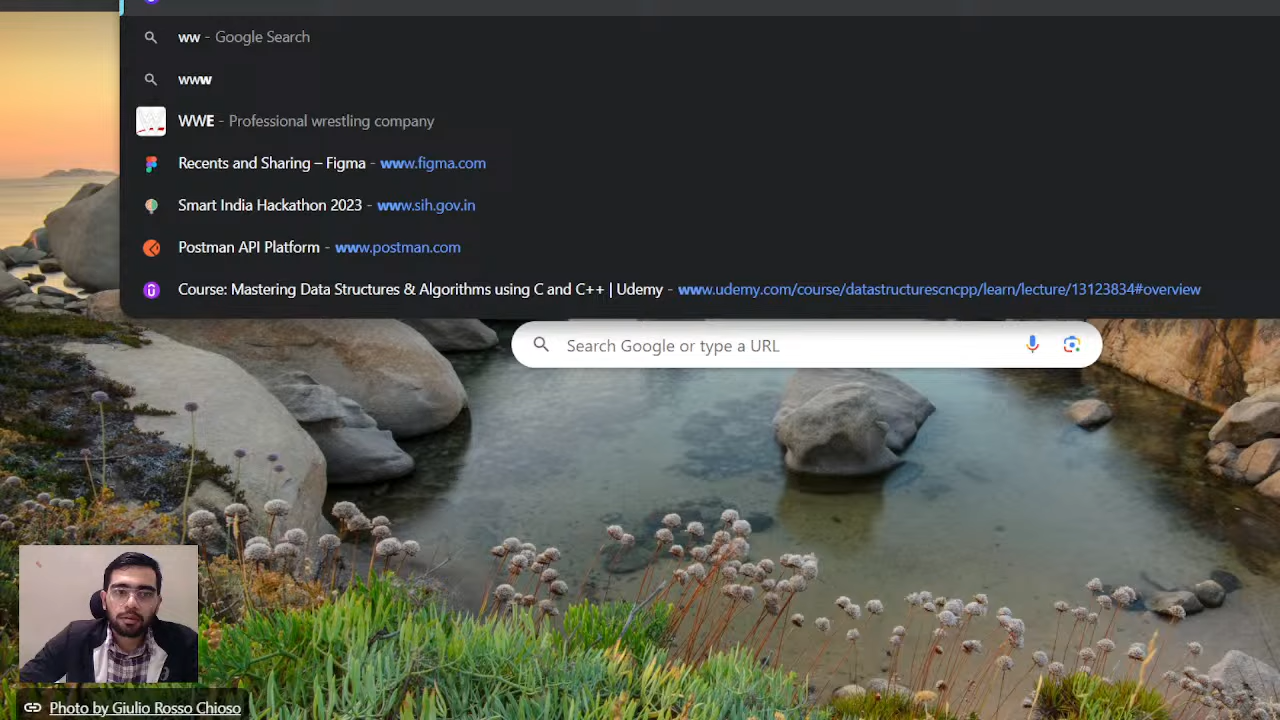 ww - Google Search
www
WWE - Professional wrestling company
Recents and Sharing – Figma - www.figma.com
Smart India Hackathon 2023 - www.sih.gov.in
Postman API Platform - www.postman.com
Course: Mastering Data Structures & Algorithms using C and C++ | Udemy - www.udemy.com/course/datastructurescncpp/learn/lecture/13123834#overview
Search Google or type a URL
Photo by Giulio Rosso Chioso